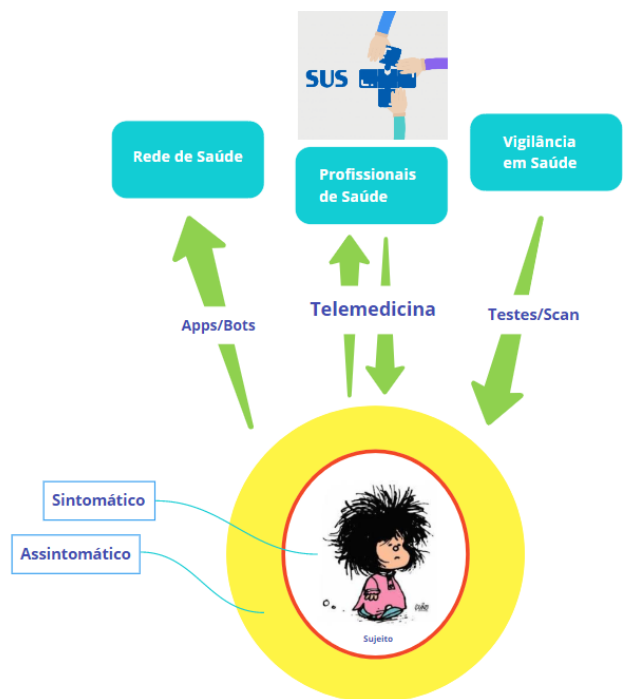 SUS
Rede de Saúde
Profissionais
de Saúde
Vigilância
em Saúde
Apps/Bots
Telemedicina
Testes/Scan
Sintomático
Assintomático
Sujeito